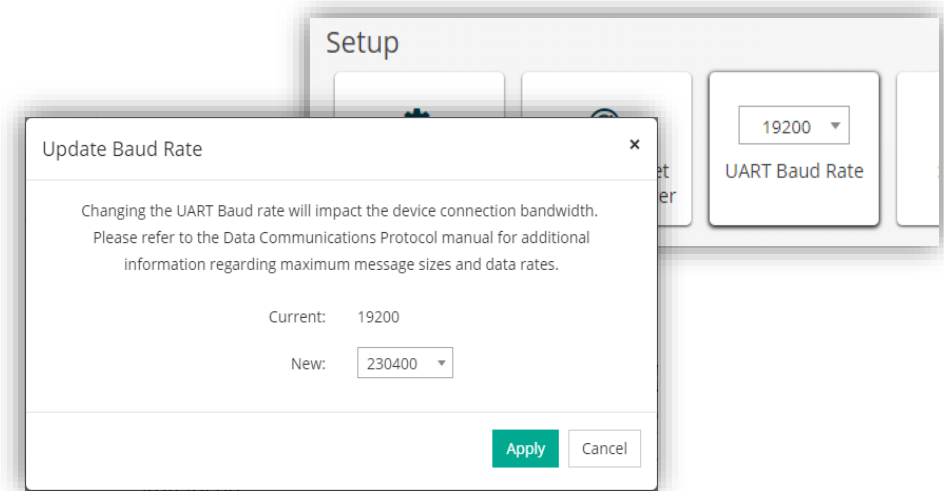 Setup
19200
UART Baud Rate
Update Baud Rate
×
Changing the UART Baud rate will impact the device connection bandwidth.
Please refer to the Data Communications Protocol manual for additional
information regarding maximum message sizes and data rates.
Current: 19200
New: 230400
Apply Cancel